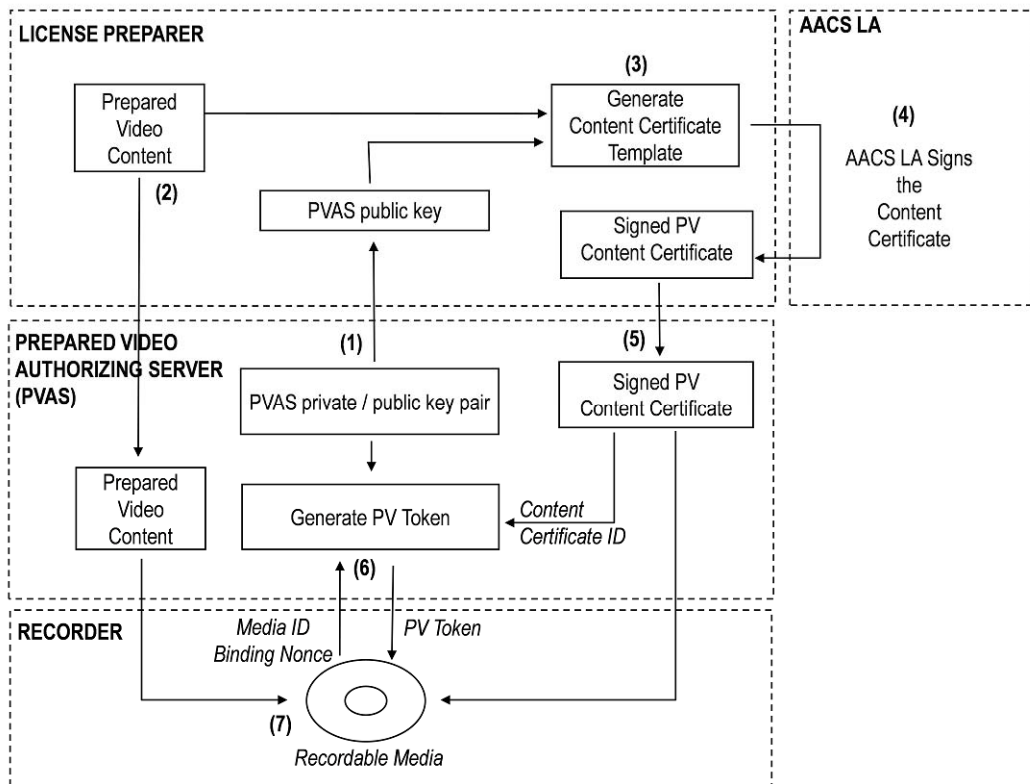 LICENSE PREPARER
AACS LA
(3)
Prepared
Video
Content
Generate
Content Certificate
Template
(4)
AACS LA Signs
the
Content
Certificate
(2)
PVAS public key
Signed PV
Content Certificate
PREPARED VIDEO
AUTHORIZING SERVER
(PVAS)
(1)
(5)
PVAS private / public key pair
Signed PV
Content Certificate
Prepared
Video
Content
Generate PV Token
Content
Certificate ID
(6)
RECORDER
Media ID
Binding Nonce
PV Token
(7)
Recordable Media